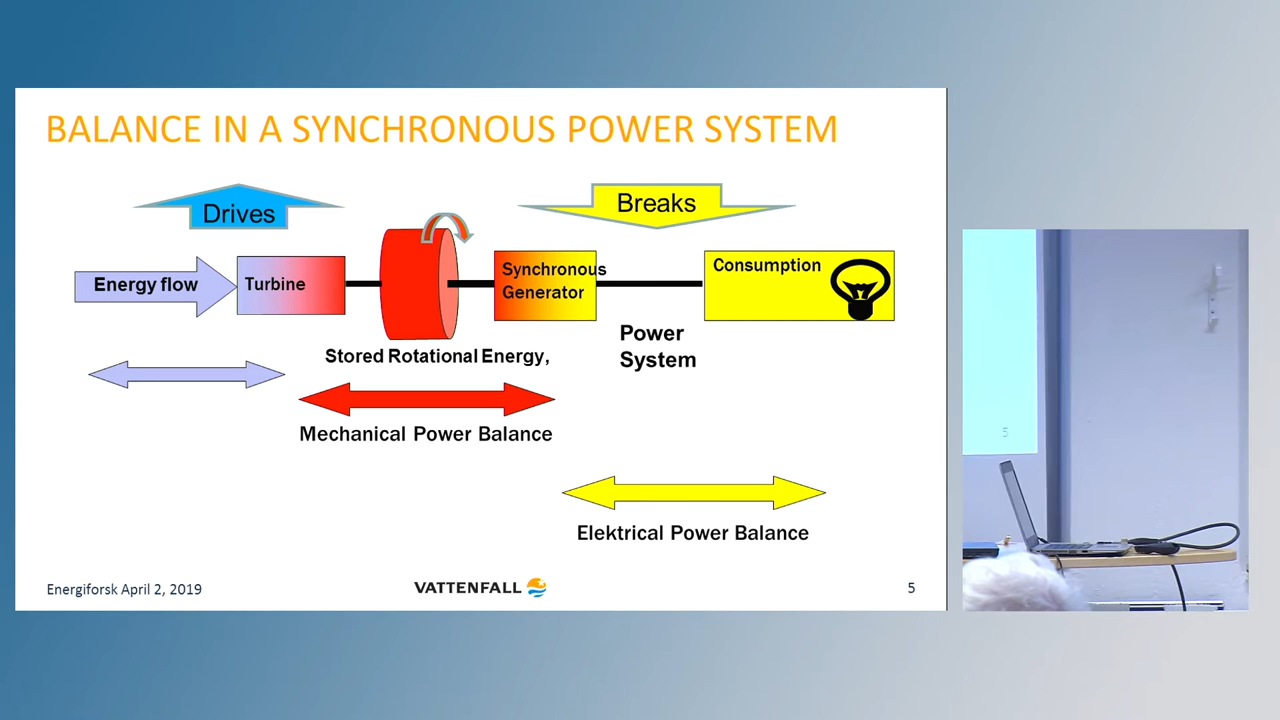 BALANCE IN A SYNCHRONOUS POWER SYSTEM
Drives
Breaks
Energy flow
Turbine
Synchronous
Generator
Consumption
Power
System
Stored Rotational Energy,
Mechanical Power Balance
Elektrical Power Balance
Energiforsk April 2, 2019
VATTENFALL
5
5